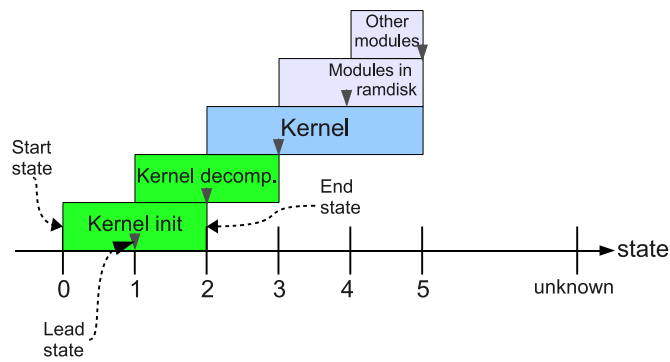 Other
modules
Modules in
ramdisk
Kernel
Start
state
Kernel decomp.
End
state
Kernel init
state
0 1 2 3 4 5 unknown
Lead
state